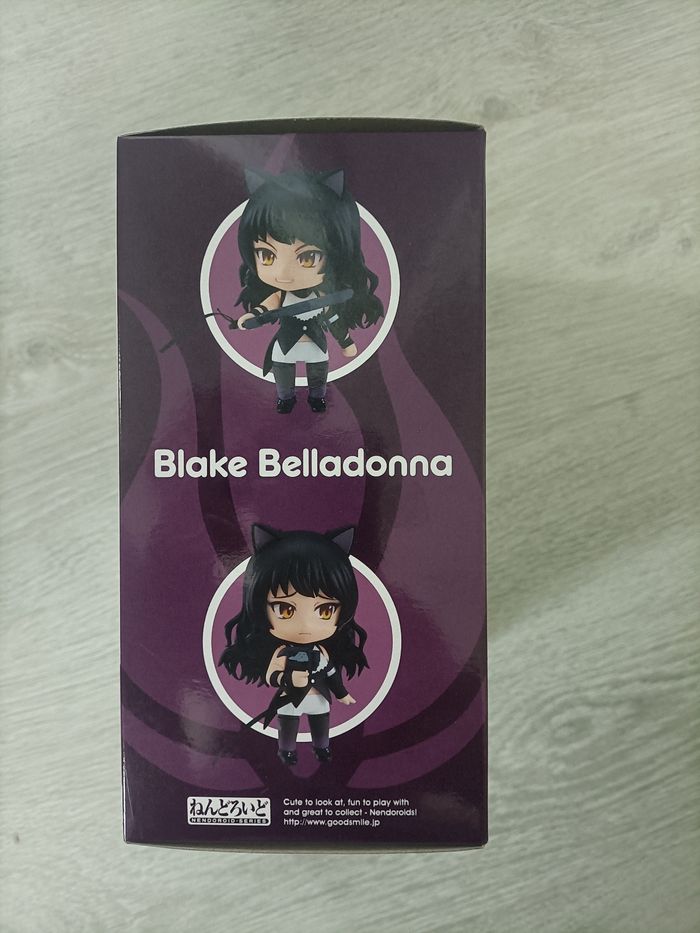 Blake Belladonna
ねんどろいど
NENDOROID SERIES
Cute to look at, fun to play with
and great to collect - Nendoroids!
http://www.goodsmile.jp